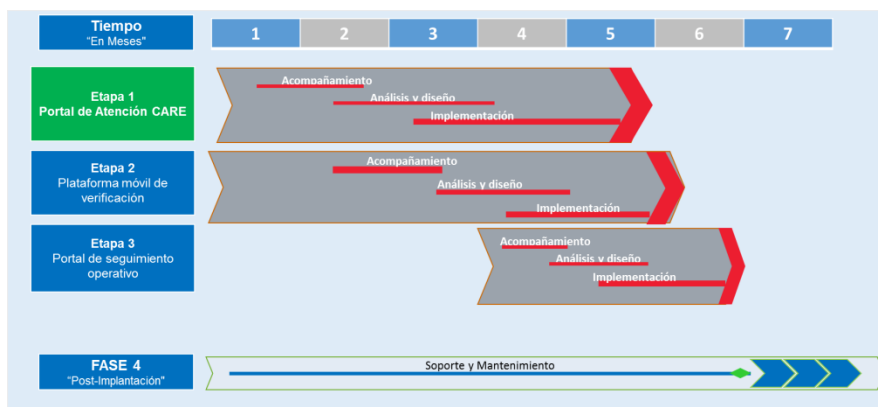 Tiempo
"En Meses"
1 2 3 4 5 6 7
Etapa 1
Portal de Atención CARE
Acompañamiento
Análisis y diseño
Implementación
Etapa 2
Plataforma móvil de
verificación
Acompañamiento
Análisis y diseño
Implementación
Etapa 3
Portal de seguimiento
operativo
Acompañamiento
Análisis y diseño
Implementación
FASE 4
"Post-Implantación"
Soporte y Mantenimiento